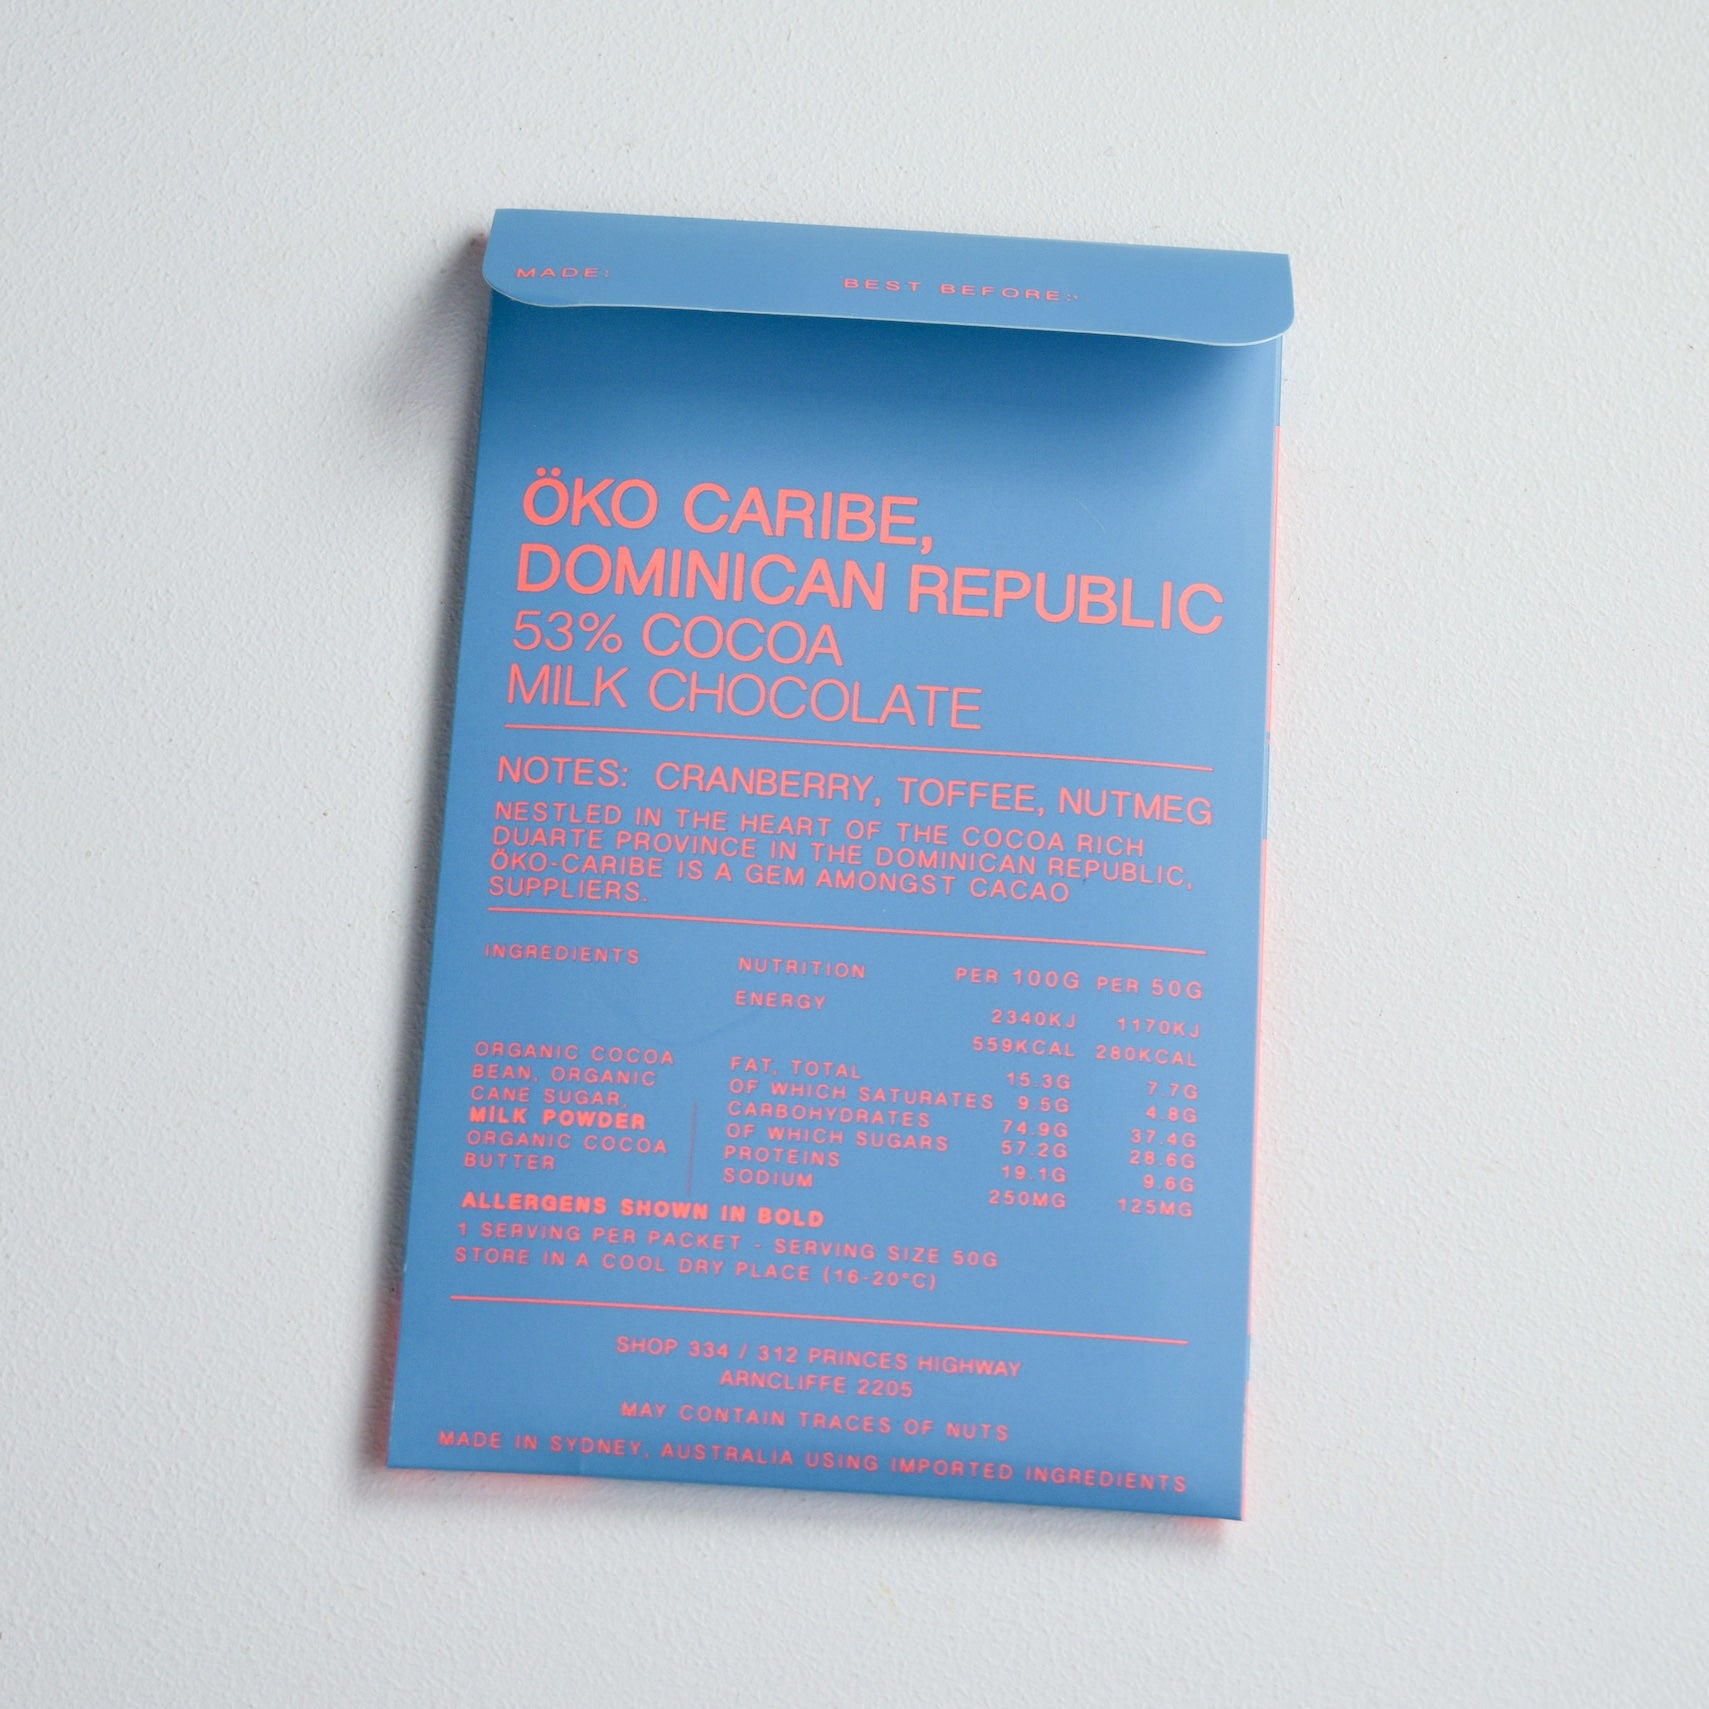 MADE: BEST BEFORE:
ÖKO CARIBE,
DOMINICAN REPUBLIC
53% COCOA
MILK CHOCOLATE
NOTES: CRANBERRY, TOFFEE, NUTMEG
NESTLED IN THE HEART OF THE COCOA RICH
DUARTE PROVINCE IN THE DOMINICAN REPUBLIC,
ÖKO-CARIBE IS A GEM AMONGST CACAO
SUPPLIERS.
INGREDIENTS
ORGANIC COCOA
BEAN, ORGANIC
CANE SUGAR,
MILK POWDER
ORGANIC COCOA
BUTTER
NUTRITION PER 100G PER 50G
ENERGY 2340KJ 1170KJ
559KCAL 280KCAL
FAT, TOTAL 15.3G 7.7G
OF WHICH SATURATES 9.5G 4.8G
CARBOHYDRATES 74.9G 37.4G
OF WHICH SUGARS 57.2G 28.6G
PROTEINS 19.1G 9.6G
SODIUM 250MG 125MG
ALLERGENS SHOWN IN BOLD
1 SERVING PER PACKET - SERVING SIZE 50G
STORE IN A COOL DRY PLACE (16-20°C)
SHOP 334 / 312 PRINCES HIGHWAY
ARNCLIFFE 2205
MAY CONTAIN TRACES OF NUTS
MADE IN SYDNEY, AUSTRALIA USING IMPORTED INGREDIENTS